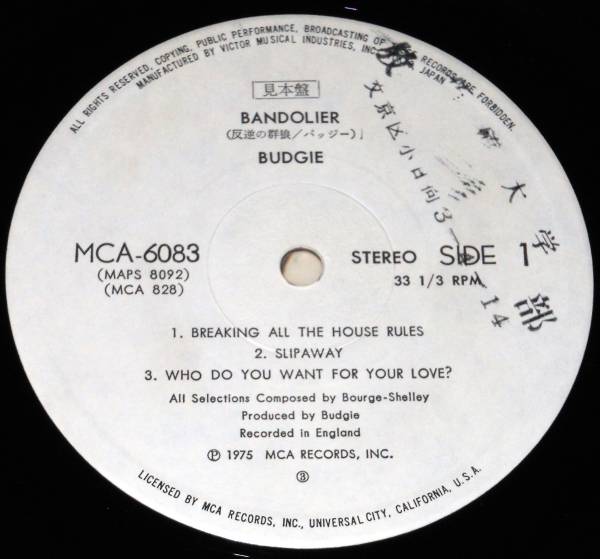 ALL RIGHTS RESERVED, COPYING, PUBLIC PERFORMANCE, BROADCASTING OF RECORDS ARE FORBIDDEN.
MANUFACTURED BY VICTOR MUSICAL INDUSTRIES, INC. JAPAN
見本盤
BANDOLIER
(反逆の群狼/バッジー)
BUDGIE
MCA-6083
(MAPS 8092)
(MCA 828)
STEREO SIDE 1
33 1/3 RPM
1. BREAKING ALL THE HOUSE RULES
2. SLIPAWAY
3. WHO DO YOU WANT FOR YOUR LOVE?
All Selections Composed by Bourge-Shelley
Produced by Budgie
Recorded in England
Ⓟ 1975 MCA RECORDS, INC.
LICENSED BY MCA RECORDS, INC., UNIVERSAL CITY, CALIFORNIA, U.S.A.
大学部
文京区小日向3
14